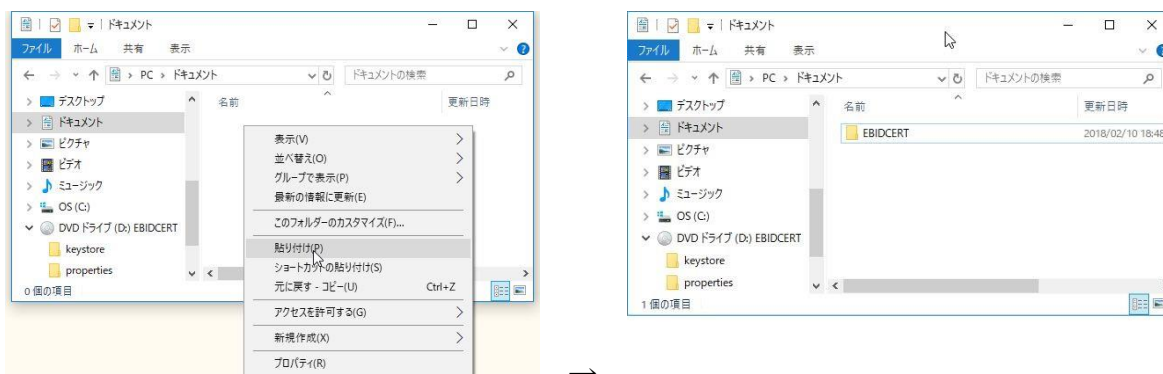 ドキュメント
ファイル ホーム 共有 表示
PC › ドキュメント ドキュメントの検索
デスクトップ 名前 更新日時
ドキュメント
ピクチャ
ビデオ
ミュージック
OS (C:)
DVD ドライブ (D:) EBIDCERT
keystore
properties
0 個の項目
表示(V)
並べ替え(O)
グループで表示(P)
最新の情報に更新(E)
このフォルダーのカスタマイズ(F)...
貼り付け(P)
ショートカットの貼り付け(S)
元に戻す - コピー(U) Ctrl+Z
アクセスを許可する(G)
新規作成(X)
プロパティ(R)
→
ドキュメント
ファイル ホーム 共有 表示
PC › ドキュメント ドキュメントの検索
デスクトップ 名前 更新日時
ドキュメント EBIDCERT 2018/02/10 18:48
ピクチャ
ビデオ
ミュージック
OS (C:)
DVD ドライブ (D:) EBIDCERT
keystore
properties
1 個の項目